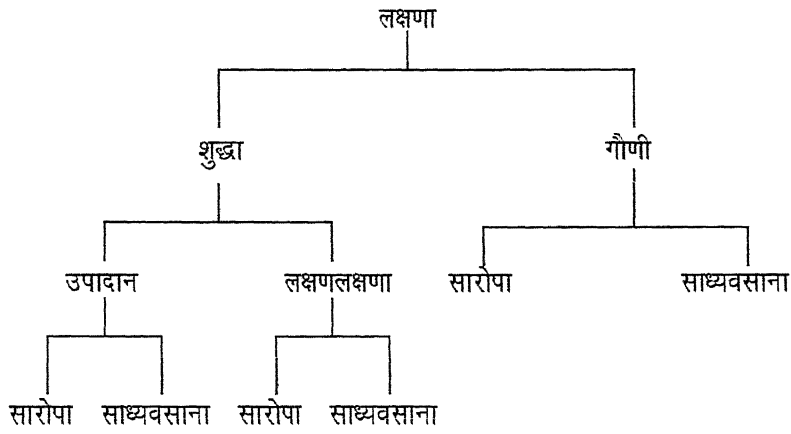 लक्षणा
शुद्धा गौणी
उपादान लक्षणलक्षणा सारोपा साध्यवसाना
सारोपा साध्यवसाना सारोपा साध्यवसाना